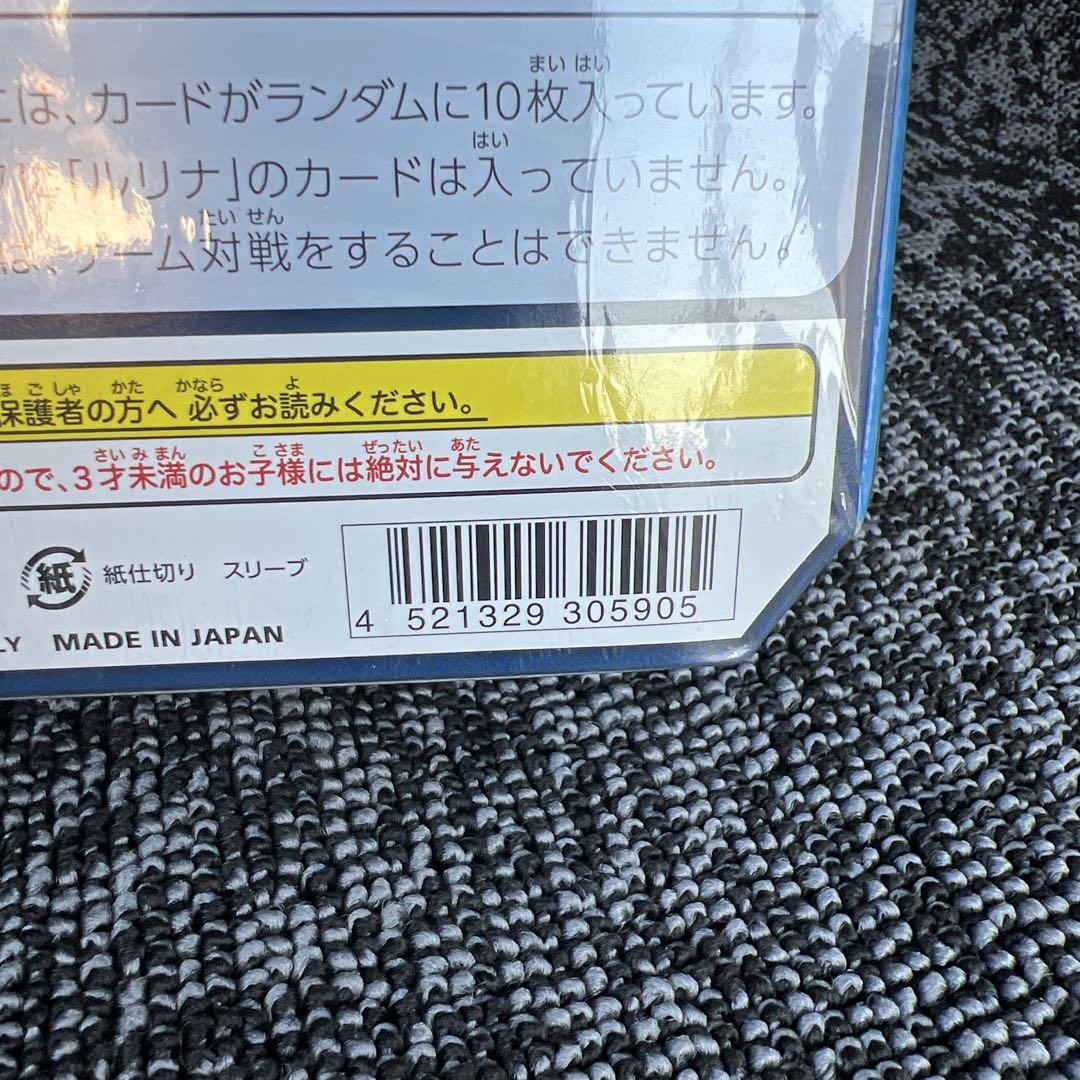 には、カードがランダムに10枚入っています。
「ルリナ」のカードは入っていません。
は、ゲーム対戦をすることはできません。
保護者の方へ 必ずお読みください。
ので、3才未満のお子様には絶対に与えないでください。
紙 紙仕切り スリーブ
LY MADE IN JAPAN
4 521329 305905